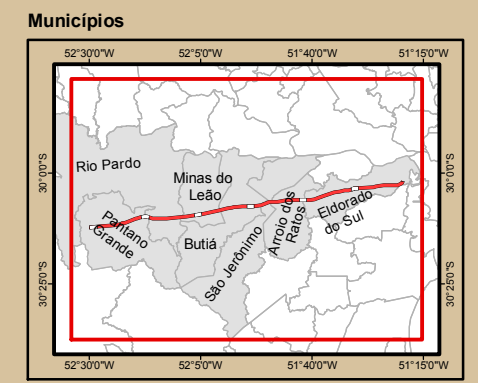 Municípios
52°30'0"W 52°5'0"W 51°40'0"W 51°15'0"W
30°0'0"S 30°0'0"S
Rio Pardo
Minas do
Leão
Pantano
Grande
Butiá
São Jerônimo
Arroio dos
Ratos
Eldorado
do Sul
30°25'0"S 30°25'0"S
52°30'0"W 52°5'0"W 51°40'0"W 51°15'0"W